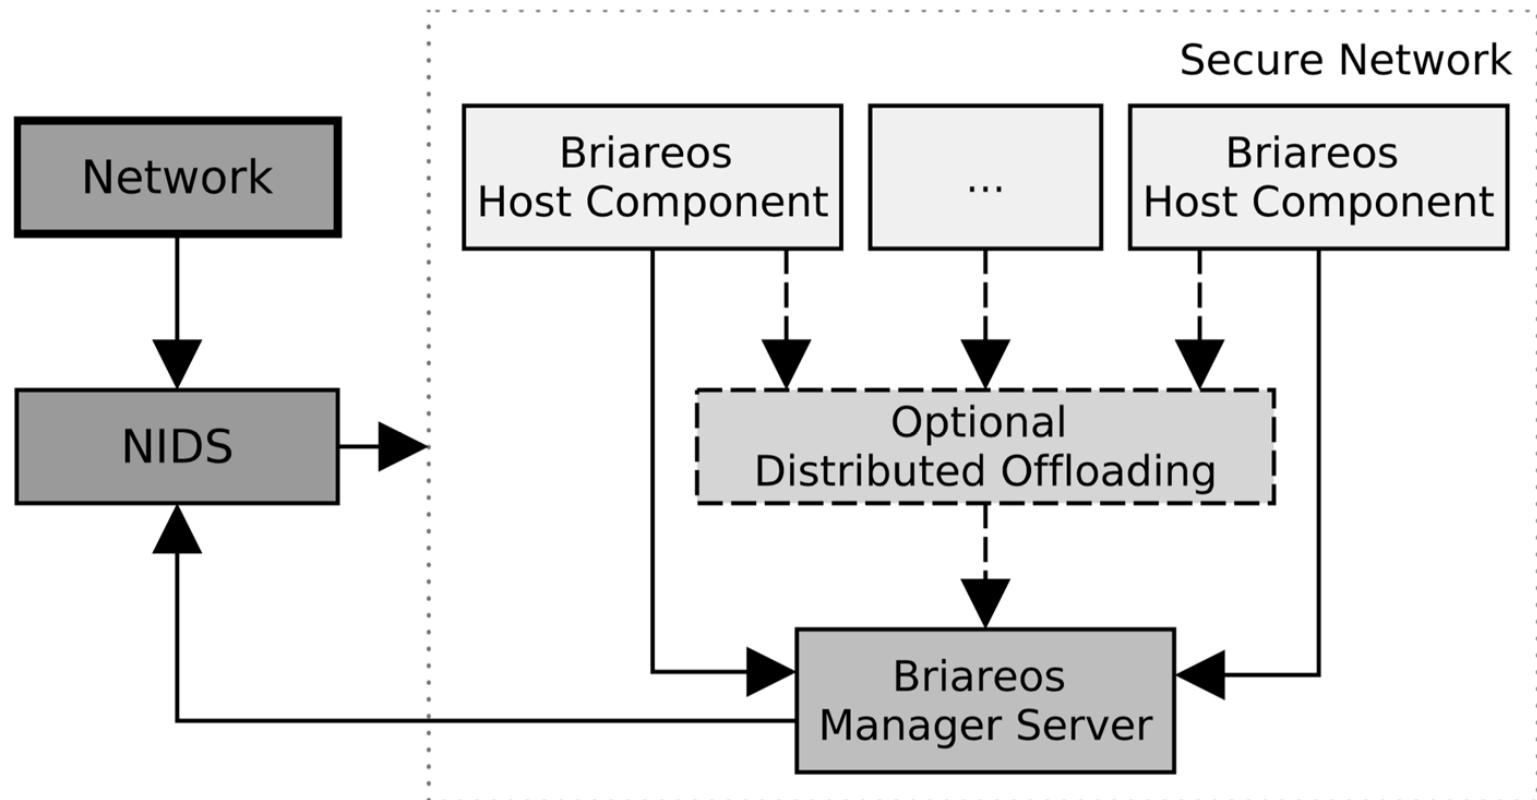 Secure Network
Network
Briareos
Host Component
...
Briareos
Host Component
NIDS
Optional
Distributed Offloading
Briareos
Manager Server